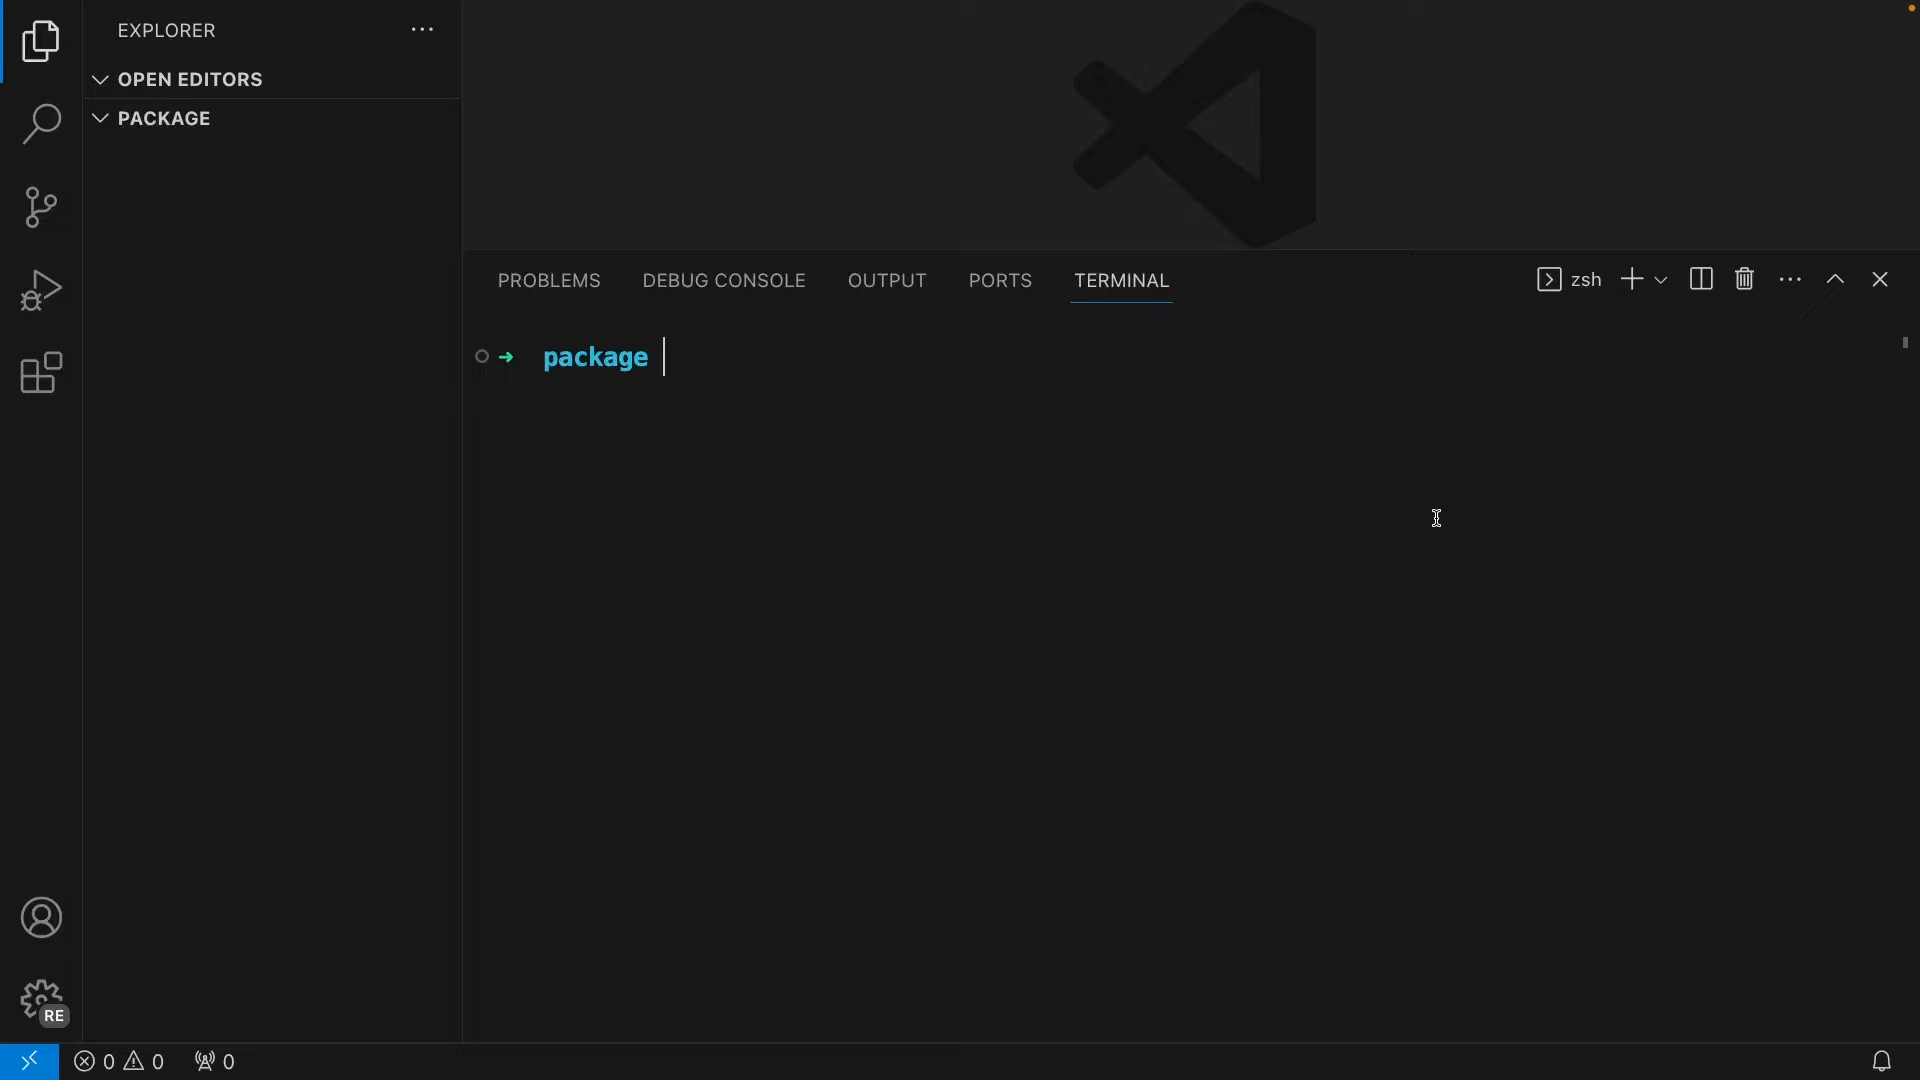 EXPLORER
OPEN EDITORS
PACKAGE
PROBLEMS DEBUG CONSOLE OUTPUT PORTS TERMINAL
zsh
package
RE
0 0 0